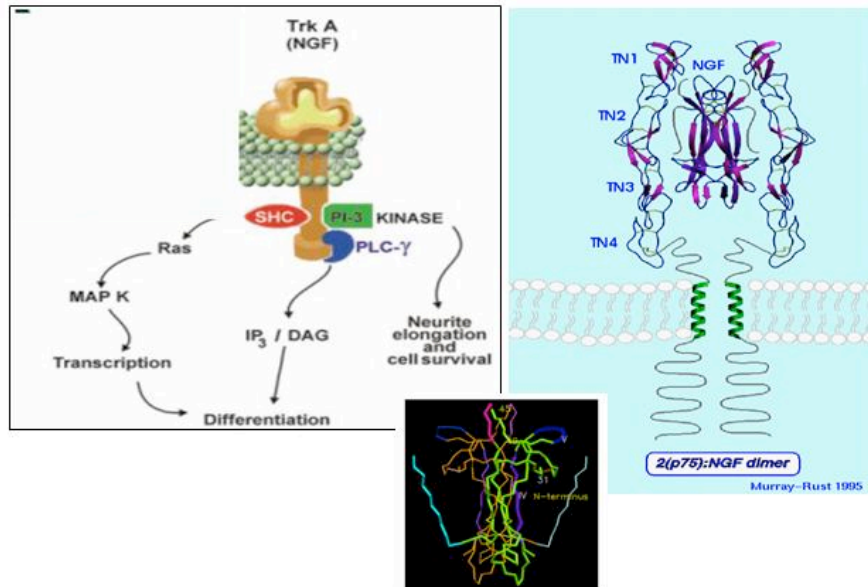 Trk A
(NGF)
SHC
PI-3 KINASE
PLC-γ
Ras
MAP K
Transcription
IP3 / DAG
Neurite
elongation
and
cell survival
Differentiation
TN1
NGF
TN2
TN3
TN4
2(p75):NGF dimer
Murray-Rust 1995
V
31
IV N-terminus